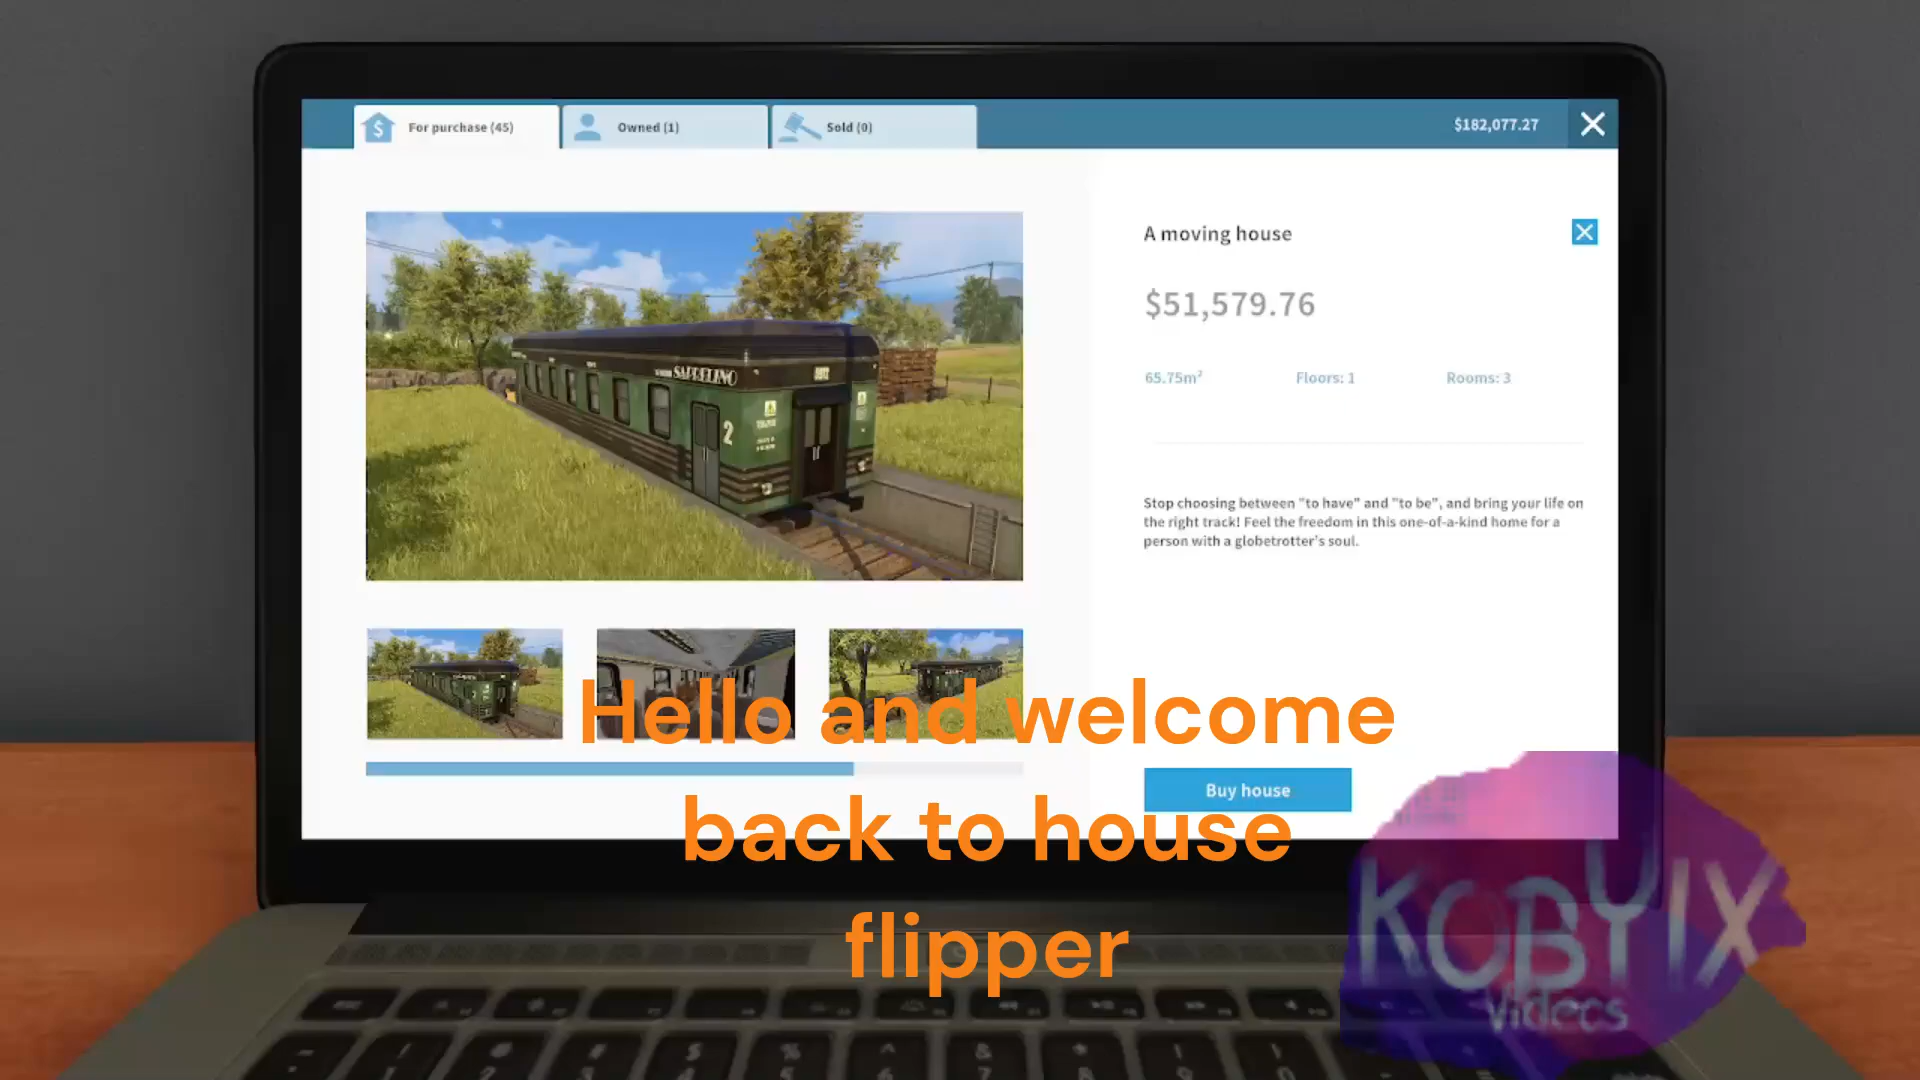 For purchase (45)
Owned (1)
Sold (0)
$182,077.27
A moving house
$51,579.76
65.75m²
Floors: 1
Rooms: 3
SAPRELINO
2
Stop choosing between "to have" and "to be", and bring your life on
the right track! Feel the freedom in this one-of-a-kind home for a
person with a globetrotter's soul.
Buy house
Hello and welcome
back to house
flipper
KOBYIX
Videos